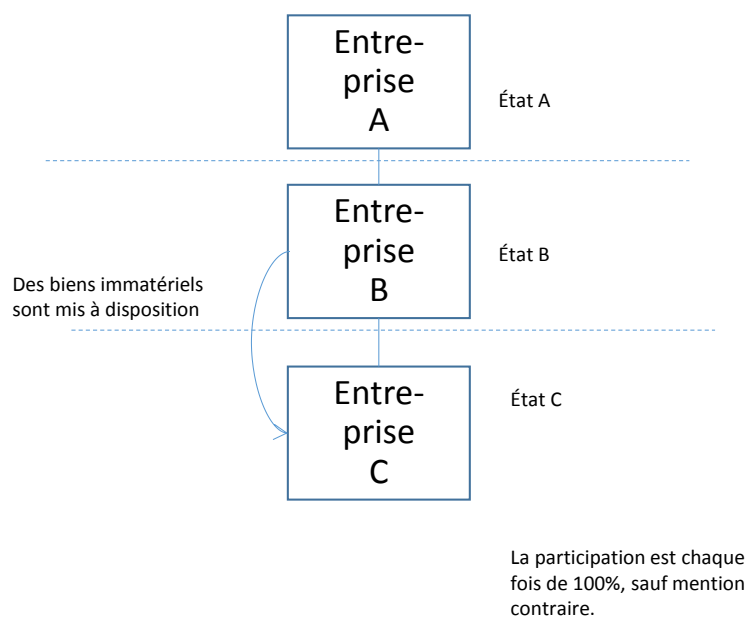 Entre-
prise
A
État A
Entre-
prise
B
État B
Des biens immatériels
sont mis à disposition
Entre-
prise
C
État C
La participation est chaque
fois de 100%, sauf mention
contraire.